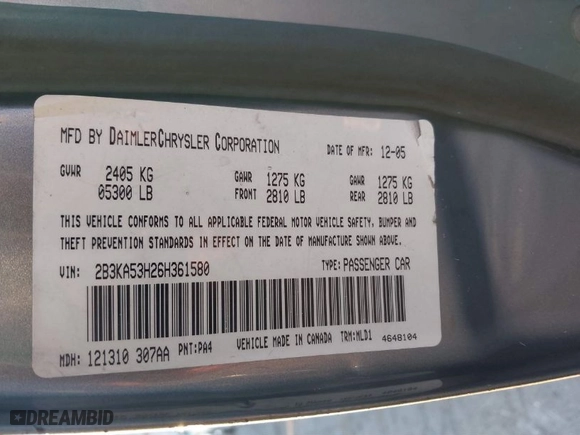 MFD BY DAIMLERCHRYSLER CORPORATION DATE OF MFR: 12-05
GVWR 2405 KG GAWR 1275 KG GAWR 1275 KG
05300 LB FRONT 2810 LB REAR 2810 LB
THIS VEHICLE CONFORMS TO ALL APPLICABLE FEDERAL MOTOR VEHICLE SAFETY, BUMPER AND
THEFT PREVENTION STANDARDS IN EFFECT ON THE DATE OF MANUFACTURE SHOWN ABOVE.
VIN: 2B3KA53H26H361580 TYPE: PASSENGER CAR
MDH: 121310 307AA PNT: PA4 VEHICLE MADE IN CANADA TRM: MLD1 4648104
DREAMBID